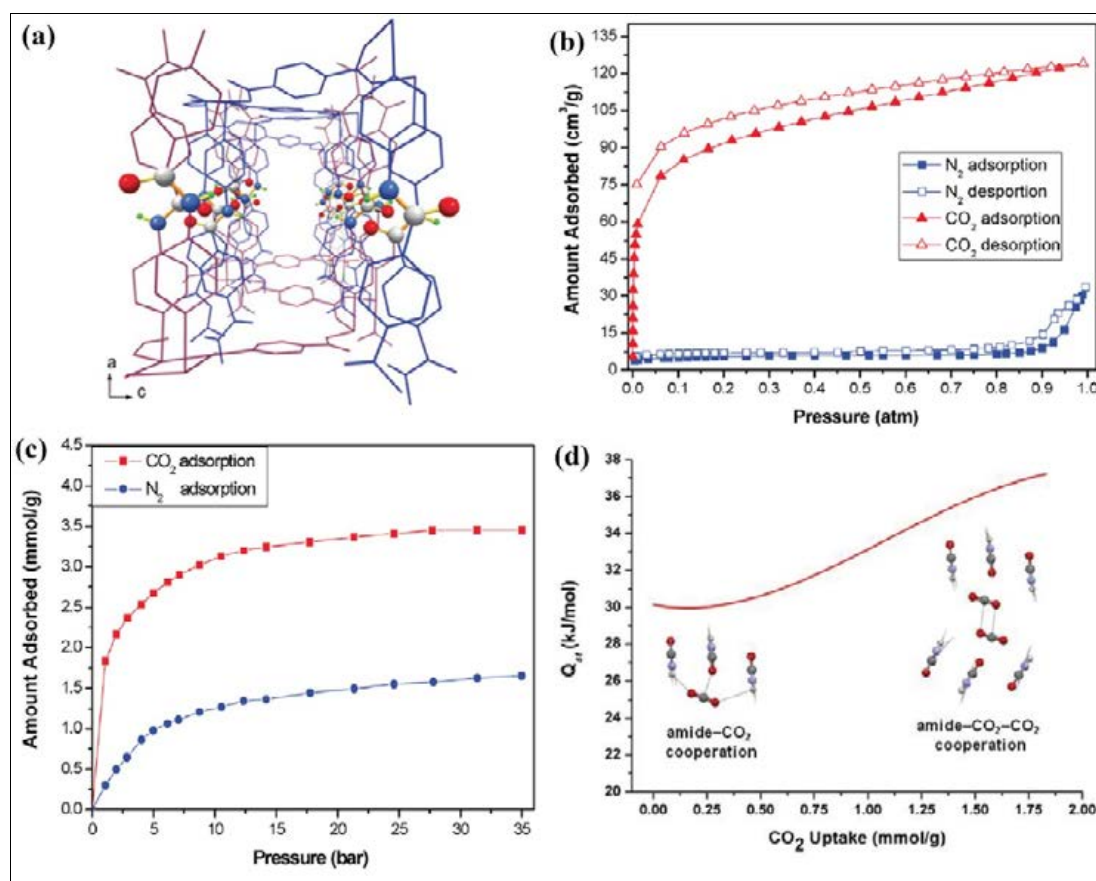 (a)
a
c
(b)
135
120
105
90
75
60
45
30
15
0
Amount Adsorbed (cm³/g)
N₂ adsorption
N₂ desportion
CO₂ adsorption
CO₂ desorption
0.0 0.1 0.2 0.3 0.4 0.5 0.6 0.7 0.8 0.9 1.0
Pressure (atm)
(c)
4.5
4.0
3.5
3.0
2.5
2.0
1.5
1.0
0.5
0.0
Amount Adsorbed (mmol/g)
CO₂ adsorption
N₂ adsorption
0 5 10 15 20 25 30 35
Pressure (bar)
(d)
38
36
34
32
30
28
26
24
22
20
Qst (kJ/mol)
amide–CO₂
cooperation
amide–CO₂–CO₂
cooperation
0.00 0.25 0.50 0.75 1.00 1.25 1.50 1.75 2.00
CO₂ Uptake (mmol/g)